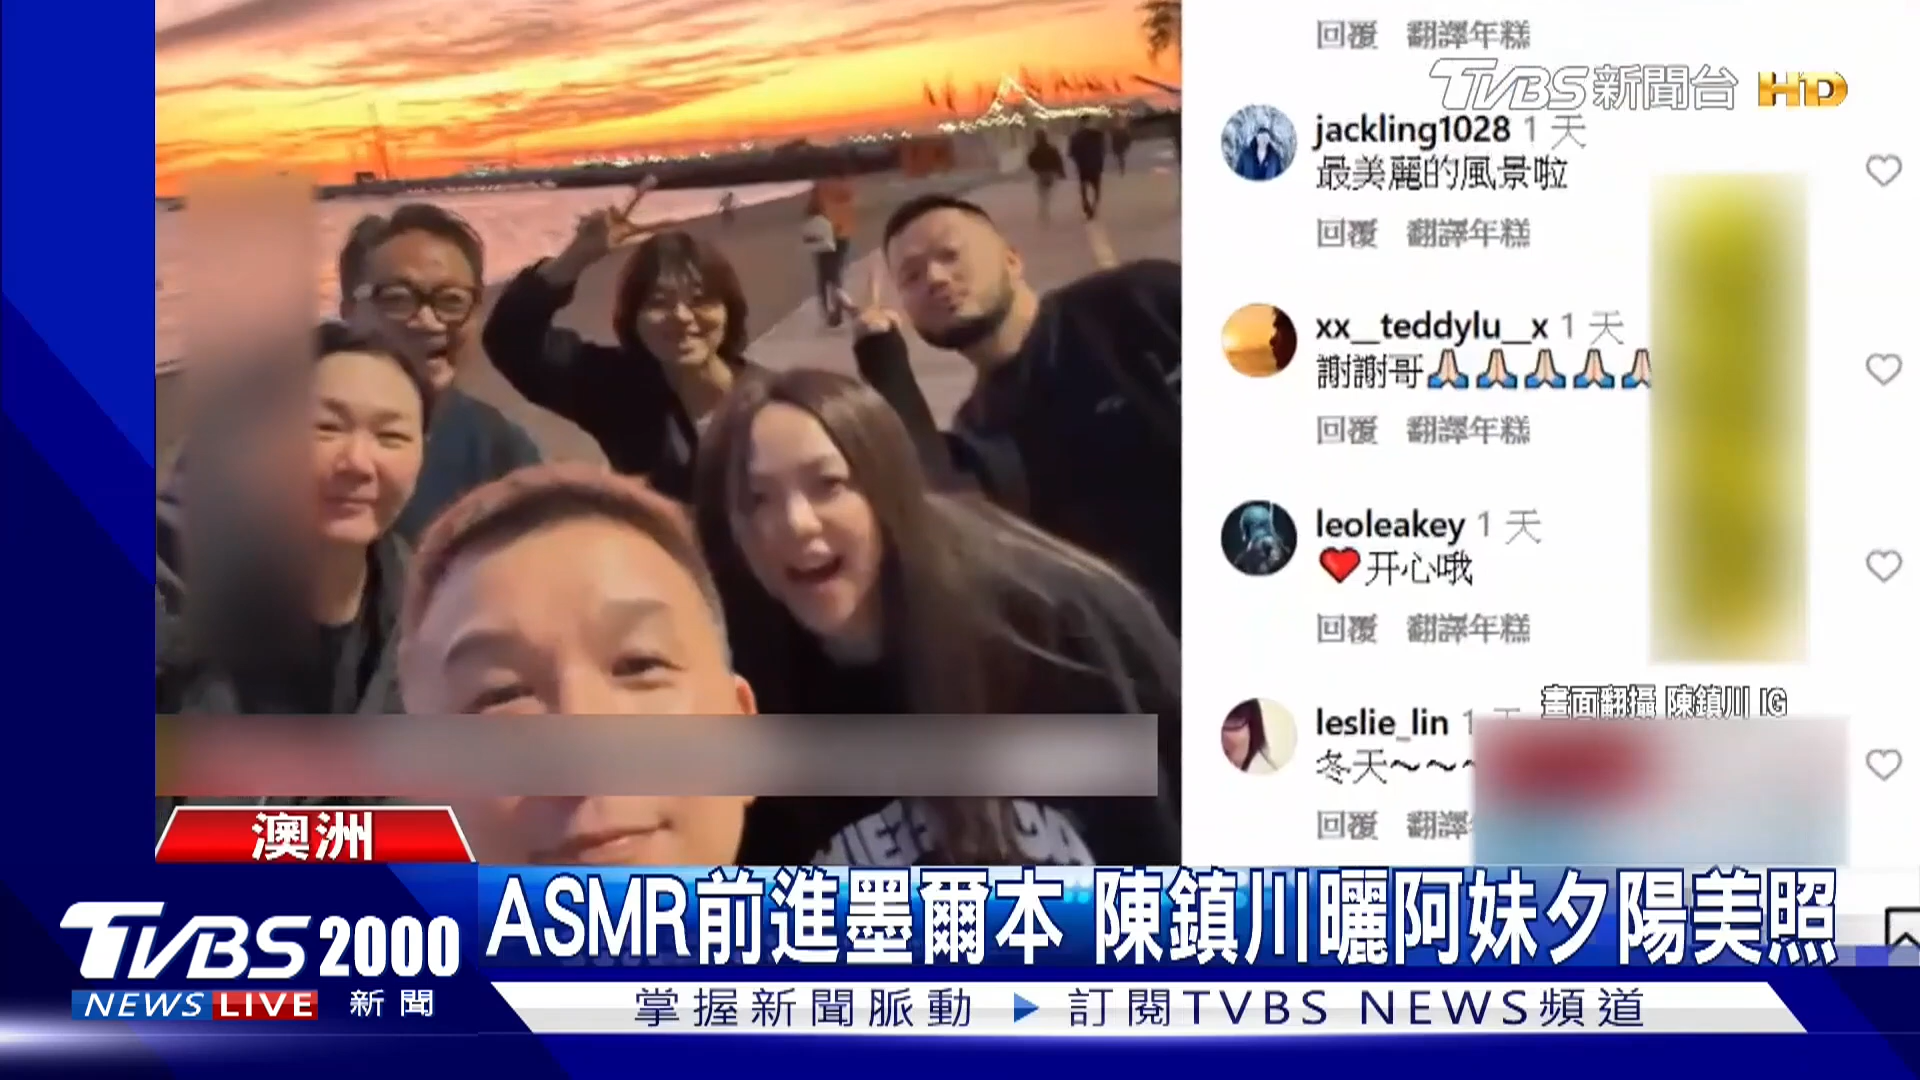 回覆 翻譯年糕
TVBS新聞台 HD
jackling1028 1 天
最美麗的風景啦
回覆 翻譯年糕
xx__teddylu__x 1 天
謝謝哥🙏🙏🙏🙏🙏
回覆 翻譯年糕
leoleakey 1 天
❤️开心哦
回覆 翻譯年糕
畫面翻攝 陳鎮川 IG
leslie_lin 1 天
冬天~~~
回覆 翻譯
澳洲
ASMR前進墨爾本 陳鎮川曬阿妹夕陽美照
TVBS 2000
NEWS LIVE 新聞
掌握新聞脈動 ▶ 訂閱TVBS NEWS頻道